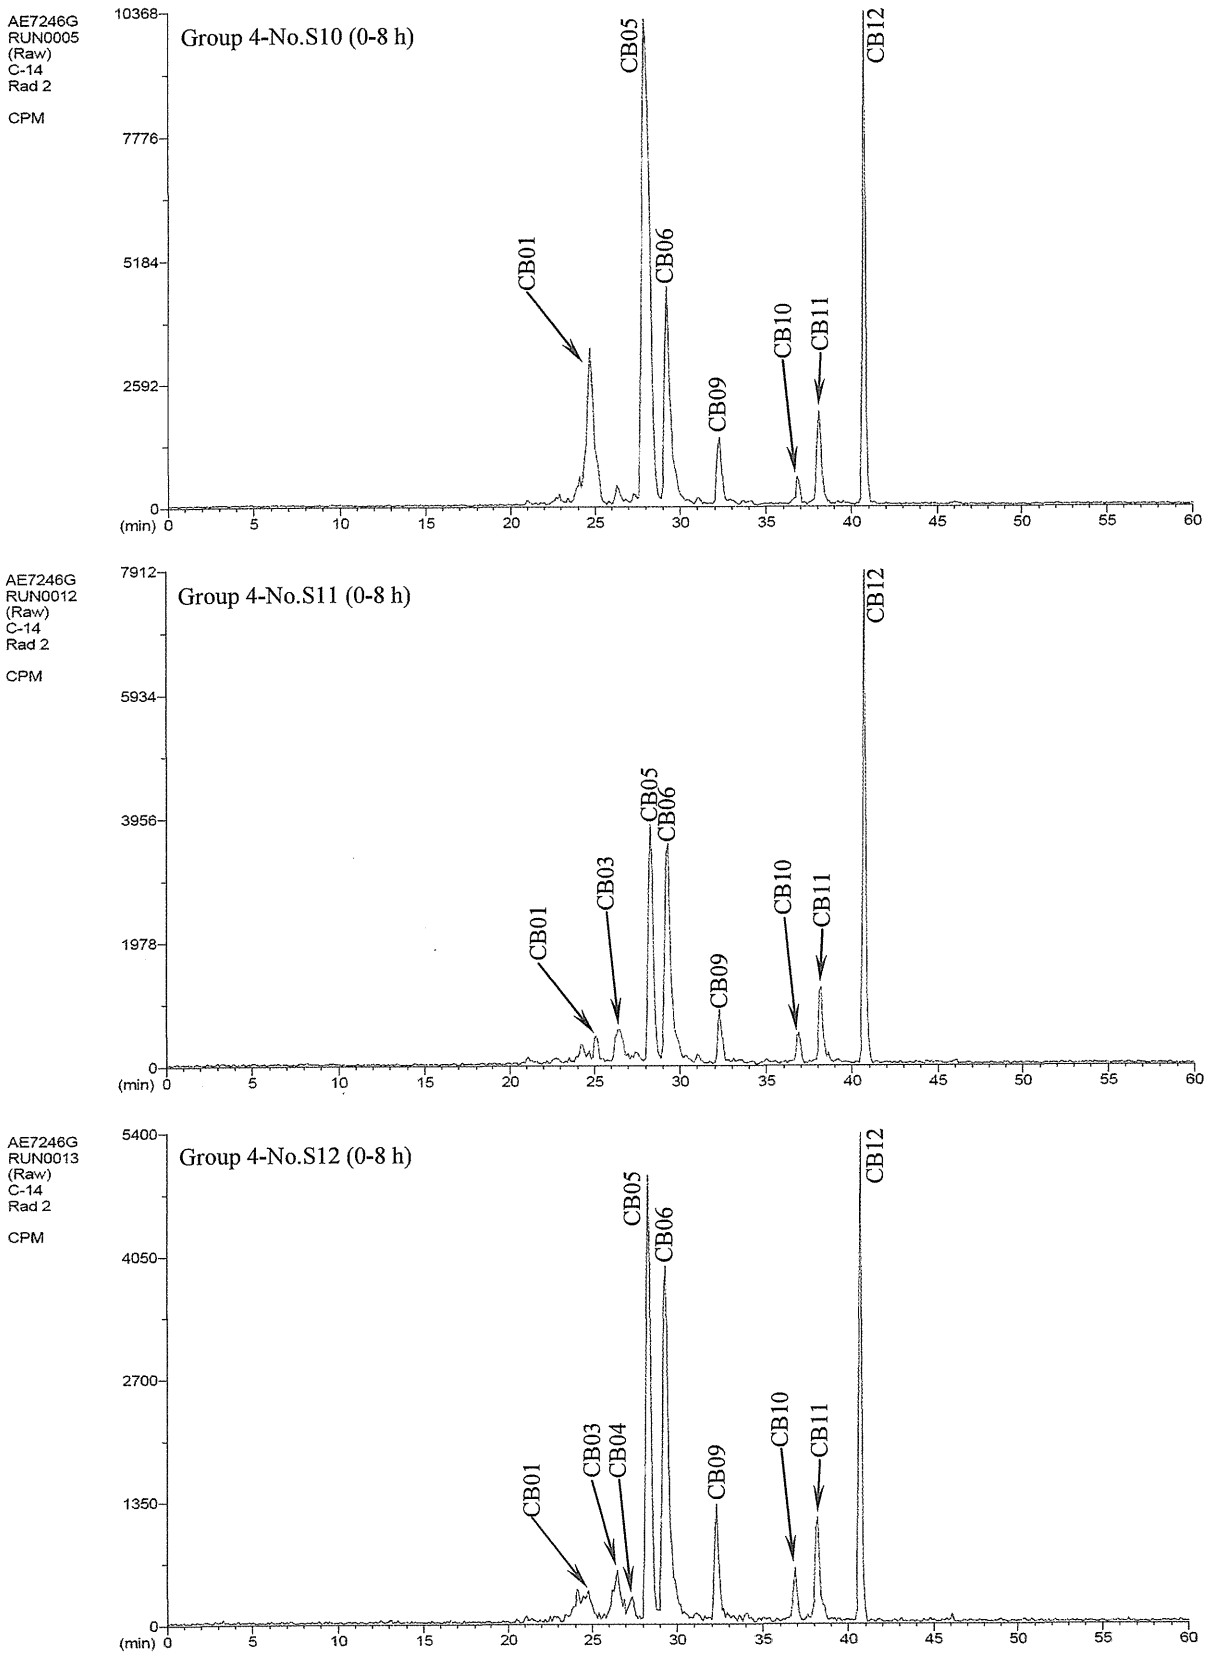 AE7246G
RUN0005
(Raw)
C-14
Rad 2
CPM
Group 4-No.S10 (0-8 h)
10368
7776
5184
2592
0
CB01
CB05
CB06
CB09
CB10
CB11
CB12
(min) 0 5 10 15 20 25 30 35 40 45 50 55 60
AE7246G
RUN0012
(Raw)
C-14
Rad 2
CPM
Group 4-No.S11 (0-8 h)
7912
5934
3956
1978
0
CB01
CB03
CB05
CB06
CB09
CB10
CB11
CB12
(min) 0 5 10 15 20 25 30 35 40 45 50 55 60
AE7246G
RUN0013
(Raw)
C-14
Rad 2
CPM
Group 4-No.S12 (0-8 h)
5400
4050
2700
1350
0
CB01
CB03
CB04
CB05
CB06
CB09
CB10
CB11
CB12
(min) 0 5 10 15 20 25 30 35 40 45 50 55 60